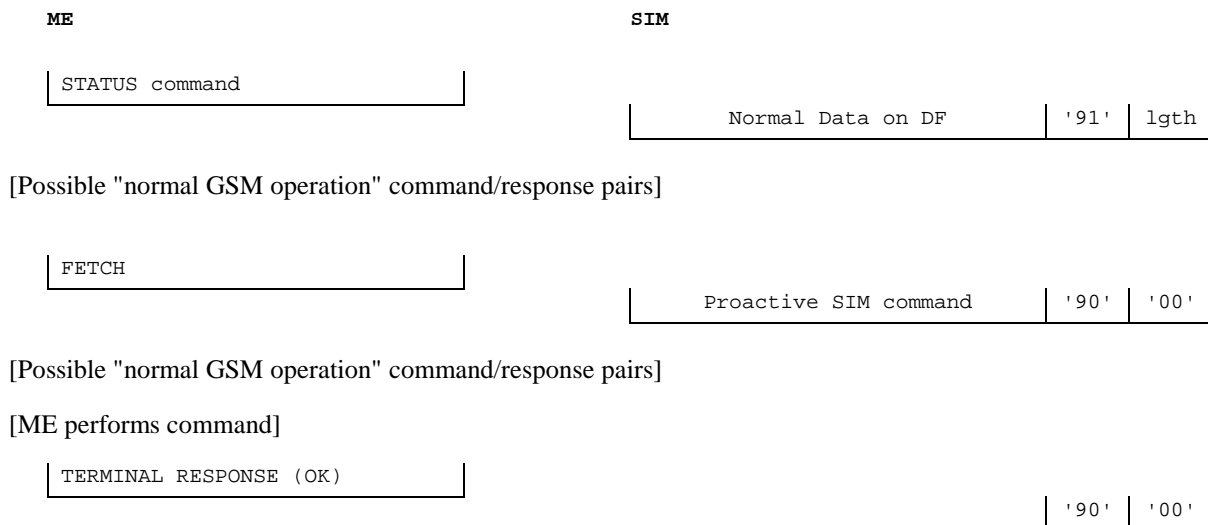 ME SIM
STATUS command
Normal Data on DF '91' lgth
[Possible "normal GSM operation" command/response pairs]
FETCH
Proactive SIM command '90' '00'
[Possible "normal GSM operation" command/response pairs]
[ME performs command]
TERMINAL RESPONSE (OK)
'90' '00'